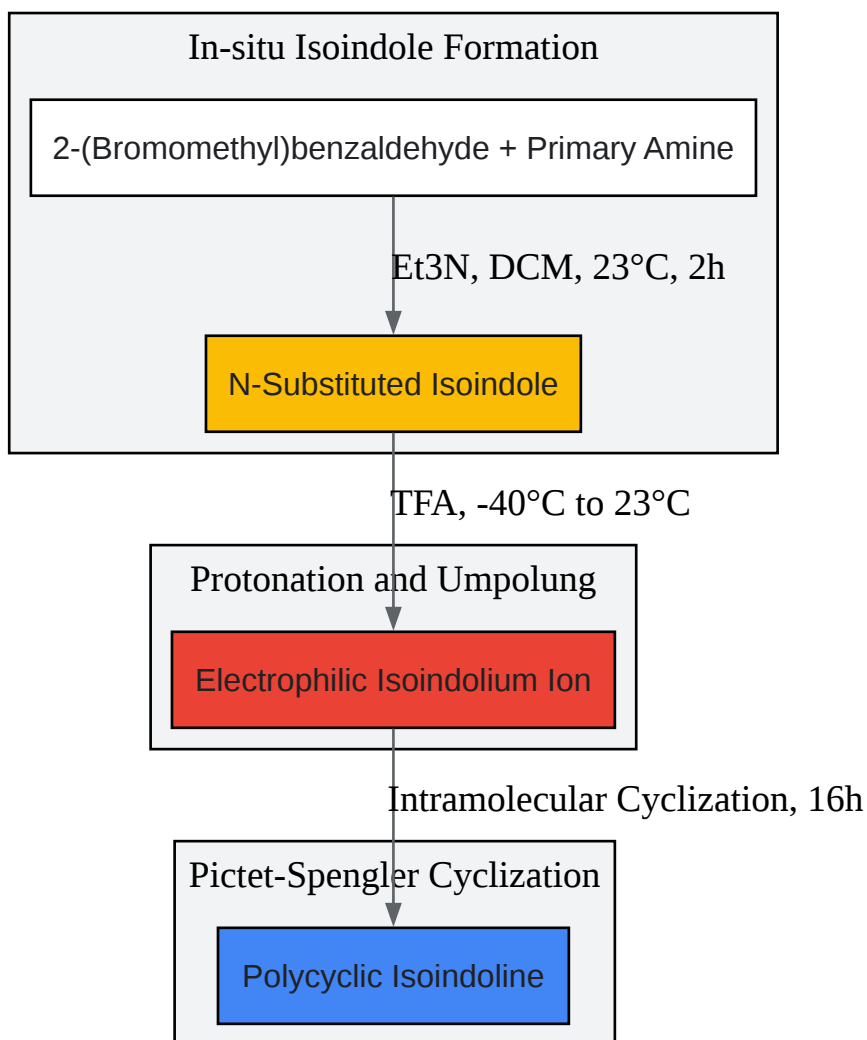 In-situ Isoindole Formation
2-(Bromomethyl)benzaldehyde + Primary Amine
Et3N, DCM, 23°C, 2h
N-Substituted Isoindole
TFA, -40°C to 23°C
Protonation and Umpolung
Electrophilic Isoindolium Ion
Intramolecular Cyclization, 16h
Pictet-Spengler Cyclization
Polycyclic Isoindoline